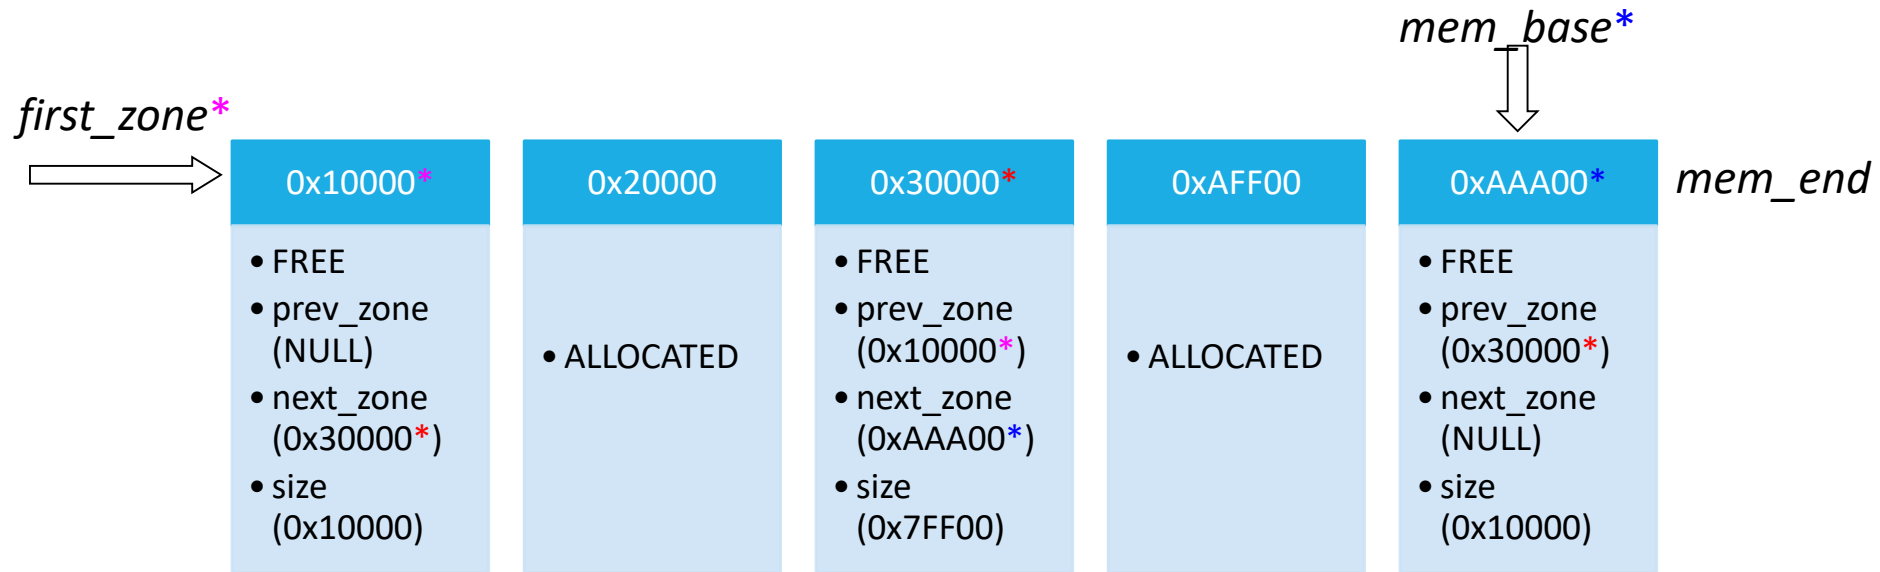 mem_base*
first_zone*
0x10000*
• FREE
• prev_zone
(NULL)
• next_zone
(0x30000*)
• size
(0x10000)
0x20000
• ALLOCATED
0x30000*
• FREE
• prev_zone
(0x10000*)
• next_zone
(0xAAA00*)
• size
(0x7FF00)
0xAFF00
• ALLOCATED
0xAAA00*
• FREE
• prev_zone
(0x30000*)
• next_zone
(NULL)
• size
(0x10000)
mem_end